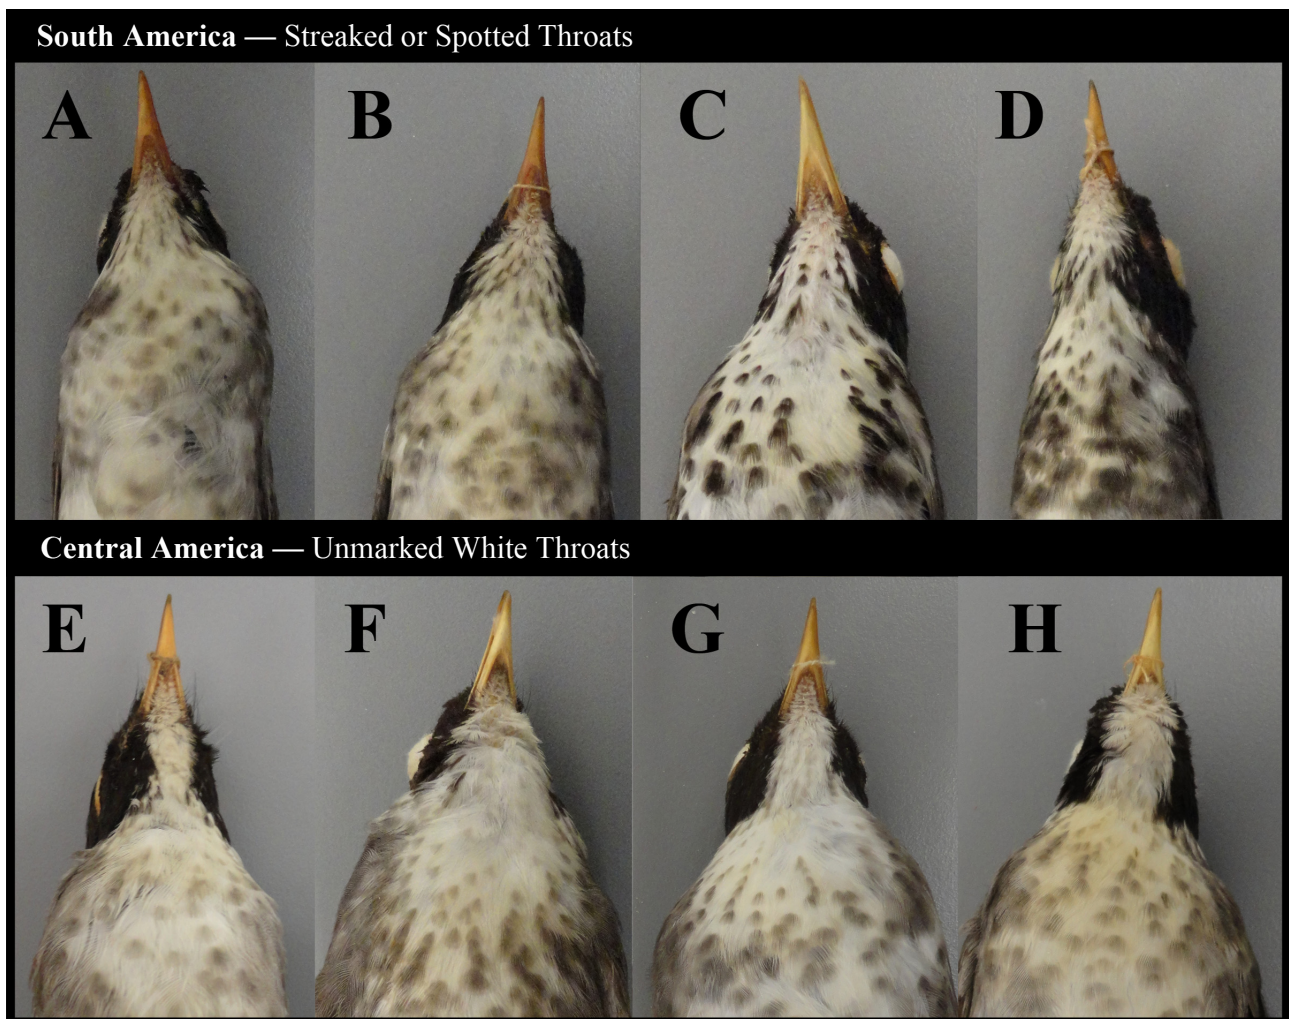 South America — Streaked or Spotted Throats
A B C D
Central America — Unmarked White Throats
E F G H